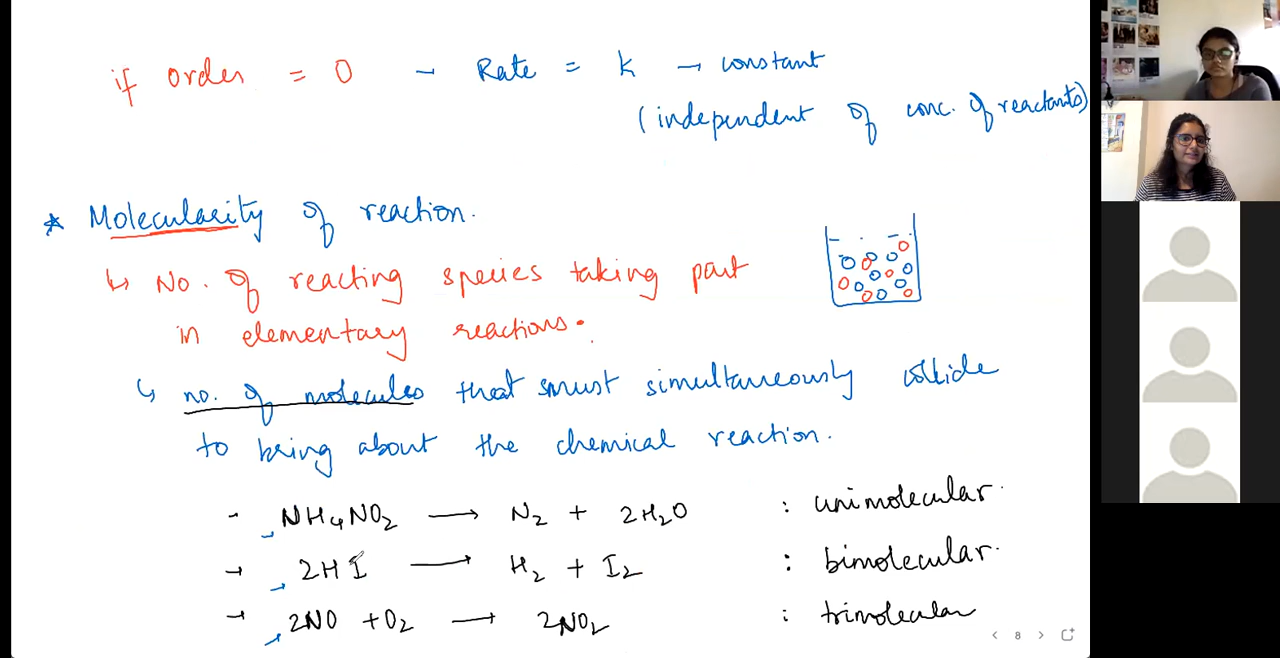 if order = 0 - Rate = k → constant
(independent of conc. of reactants)
* Molecularity of reaction.
↳ No. of reacting species taking part
in elementary reactions.
↳ no. of molecules that must simultaneously collide
to bring about the chemical reaction.
- NH₄NO₂ → N₂ + 2H₂O : unimolecular.
→ 2HI → H₂ + I₂ : bimolecular.
→ 2NO + O₂ → 2NO₂ : trimolecular
< 8 >